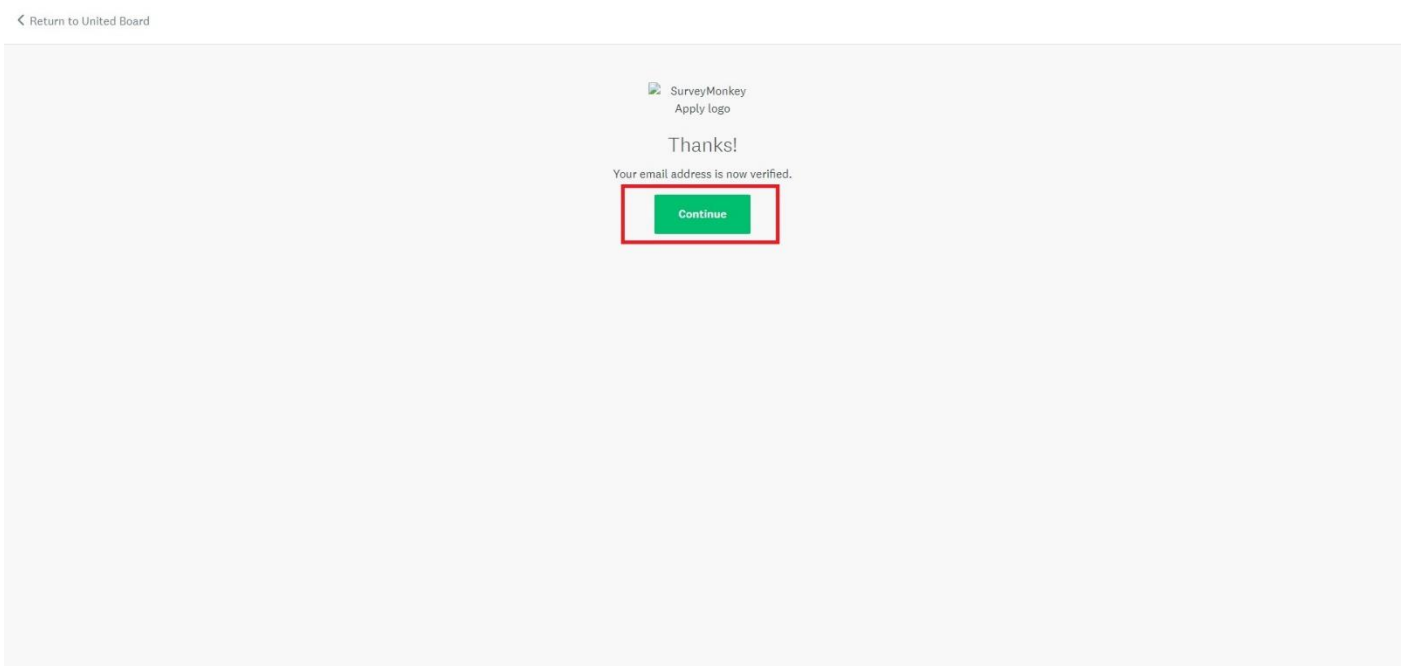 Return to United Board
SurveyMonkey
Apply logo
Thanks!
Your email address is now verified.
Continue